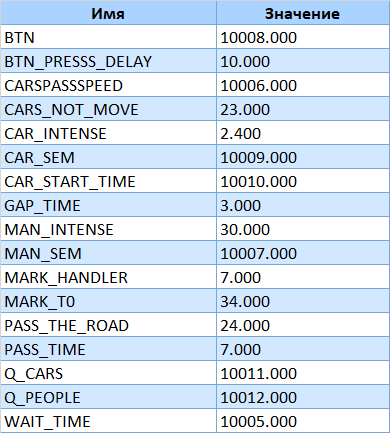 Имя Значение
BTN 10008.000
BTN_PRESSS_DELAY 10.000
CARSPASSSPEED 10006.000
CARS_NOT_MOVE 23.000
CAR_INTENSE 2.400
CAR_SEM 10009.000
CAR_START_TIME 10010.000
GAP_TIME 3.000
MAN_INTENSE 30.000
MAN_SEM 10007.000
MARK_HANDLER 7.000
MARK_T0 34.000
PASS_THE_ROAD 24.000
PASS_TIME 7.000
Q_CARS 10011.000
Q_PEOPLE 10012.000
WAIT_TIME 10005.000